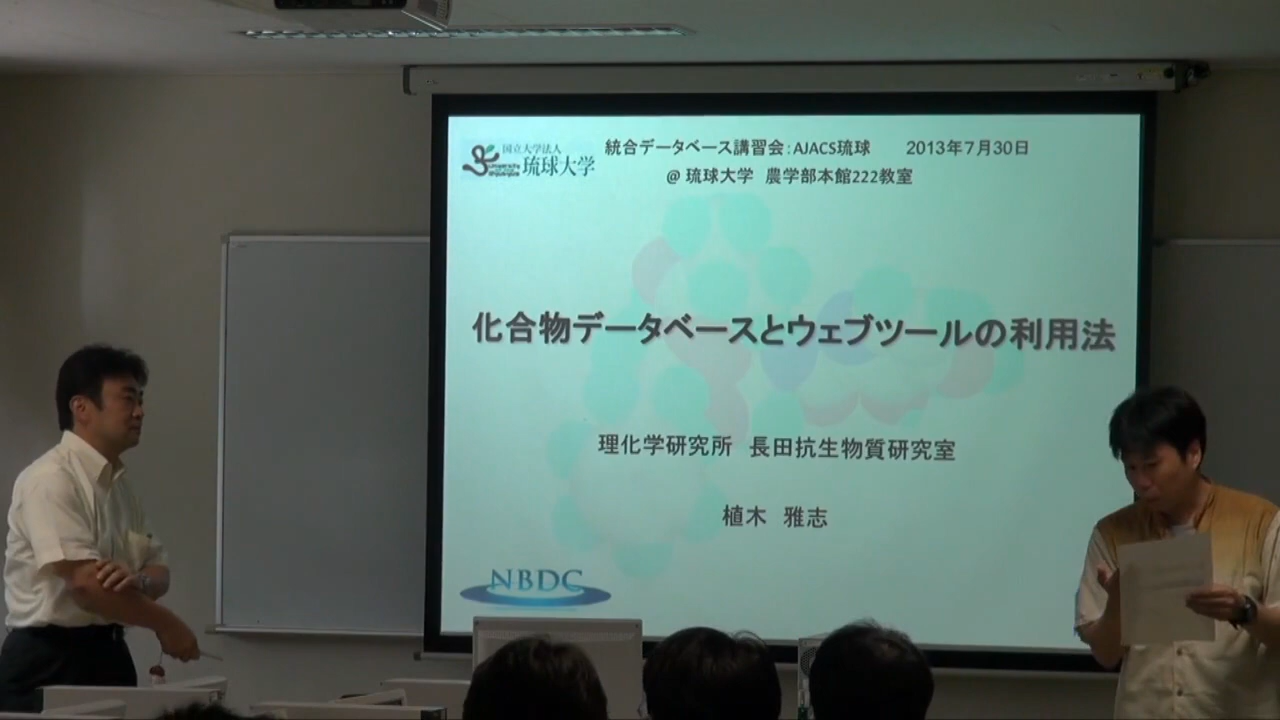 国立大学法人
琉球大学
統合データベース講習会：AJACS琉球　　2013年7月30日
@ 琉球大学　農学部本館222教室
化合物データベースとウェブツールの利用法
理化学研究所　長田抗生物質研究室
植木　雅志
NBDC